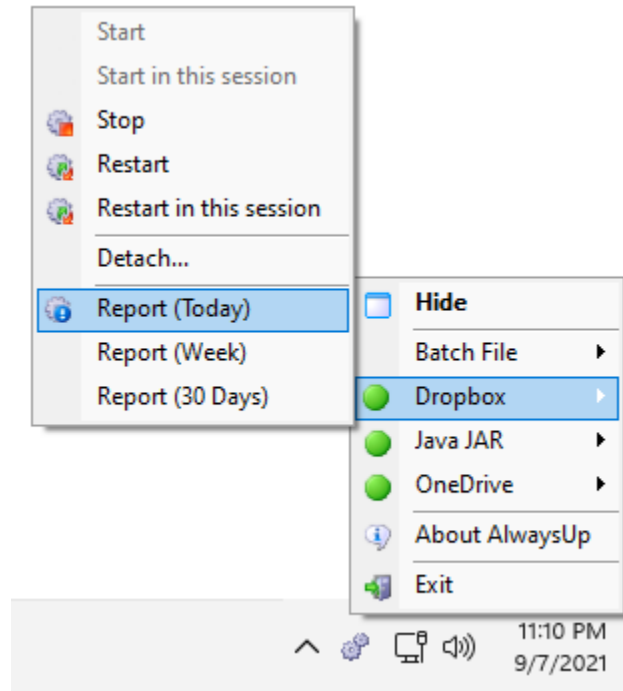 Start
Start in this session
Stop
Restart
Restart in this session
Detach...
Report (Today)
Report (Week)
Report (30 Days)
Hide
Batch File
Dropbox
Java JAR
OneDrive
About AlwaysUp
Exit
11:10 PM
9/7/2021